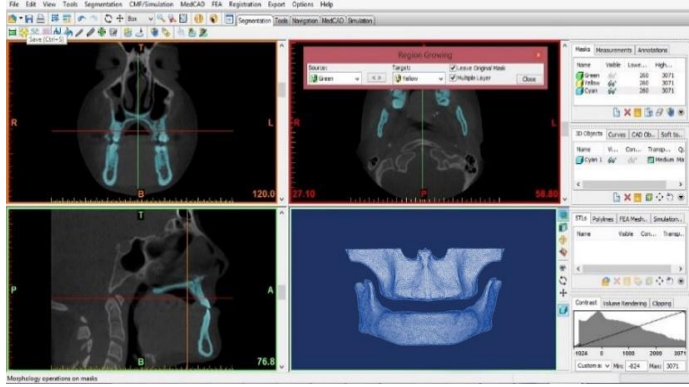 File Edit View Tools Segmentation CMF/Simulation MedCAD FEA Registration Export Options Help
Box
Segmentation Tools Navigation MedCAD Simulation
Save (Ctrl+S)
T
R
L
B
120.0
Region Growing
Source: Target: Leave Original Mask
Green < > Yellow Multiple Layer Close
R
L
27.10
P
58.80
T
P
A
B
76.8
Masks Measurements Annotations
Name Visible Lowe... High...
Green 260 3071
Yellow 260 3071
Cyan 260 3071
3D Objects Curves CAD Ob... Soft tis...
Name V... Con... Transp... Q.
Cyan 1 Medium
STLs Polylines FEA Mesh.. Simulation...
Name Visible Con... Transp...
Contrast Volume Rendering Clipping
-1024 0 1000 2000 3071
Min: -824 Max: 3071
Morphology operations on masks